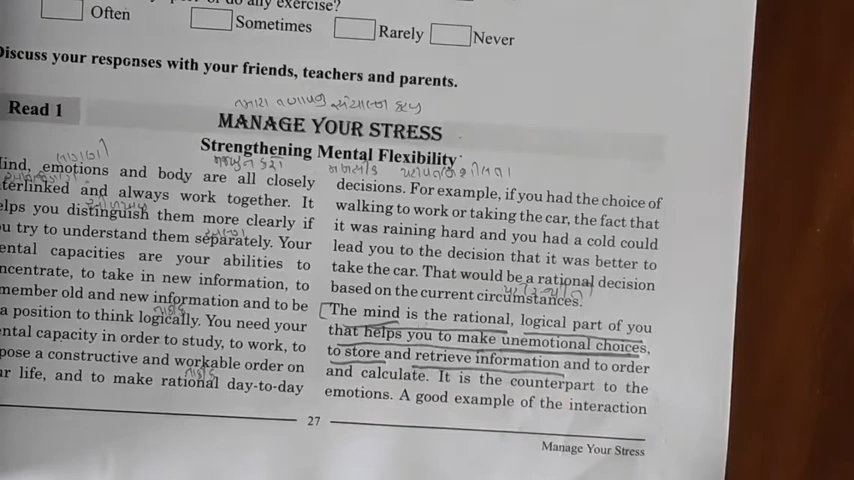 do any exercise?
Often Sometimes Rarely Never
Discuss your responses with your friends, teachers and parents.
Read 1
MANAGE YOUR STRESS
Strengthening Mental Flexibility
Mind, emotions and body are all closely
interlinked and always work together. It
helps you distinguish them more clearly if
you try to understand them separately. Your
mental capacities are your abilities to
concentrate, to take in new information, to
remember old and new information and to be
a position to think logically. You need your
mental capacity in order to study, to work, to
pose a constructive and workable order on
your life, and to make rational day-to-day
decisions. For example, if you had the choice of
walking to work or taking the car, the fact that
it was raining hard and you had a cold could
lead you to the decision that it was better to
take the car. That would be a rational decision
based on the current circumstances.
The mind is the rational, logical part of you
that helps you to make unemotional choices,
to store and retrieve information and to order
and calculate. It is the counterpart to the
emotions. A good example of the interaction
27
Manage Your Stress